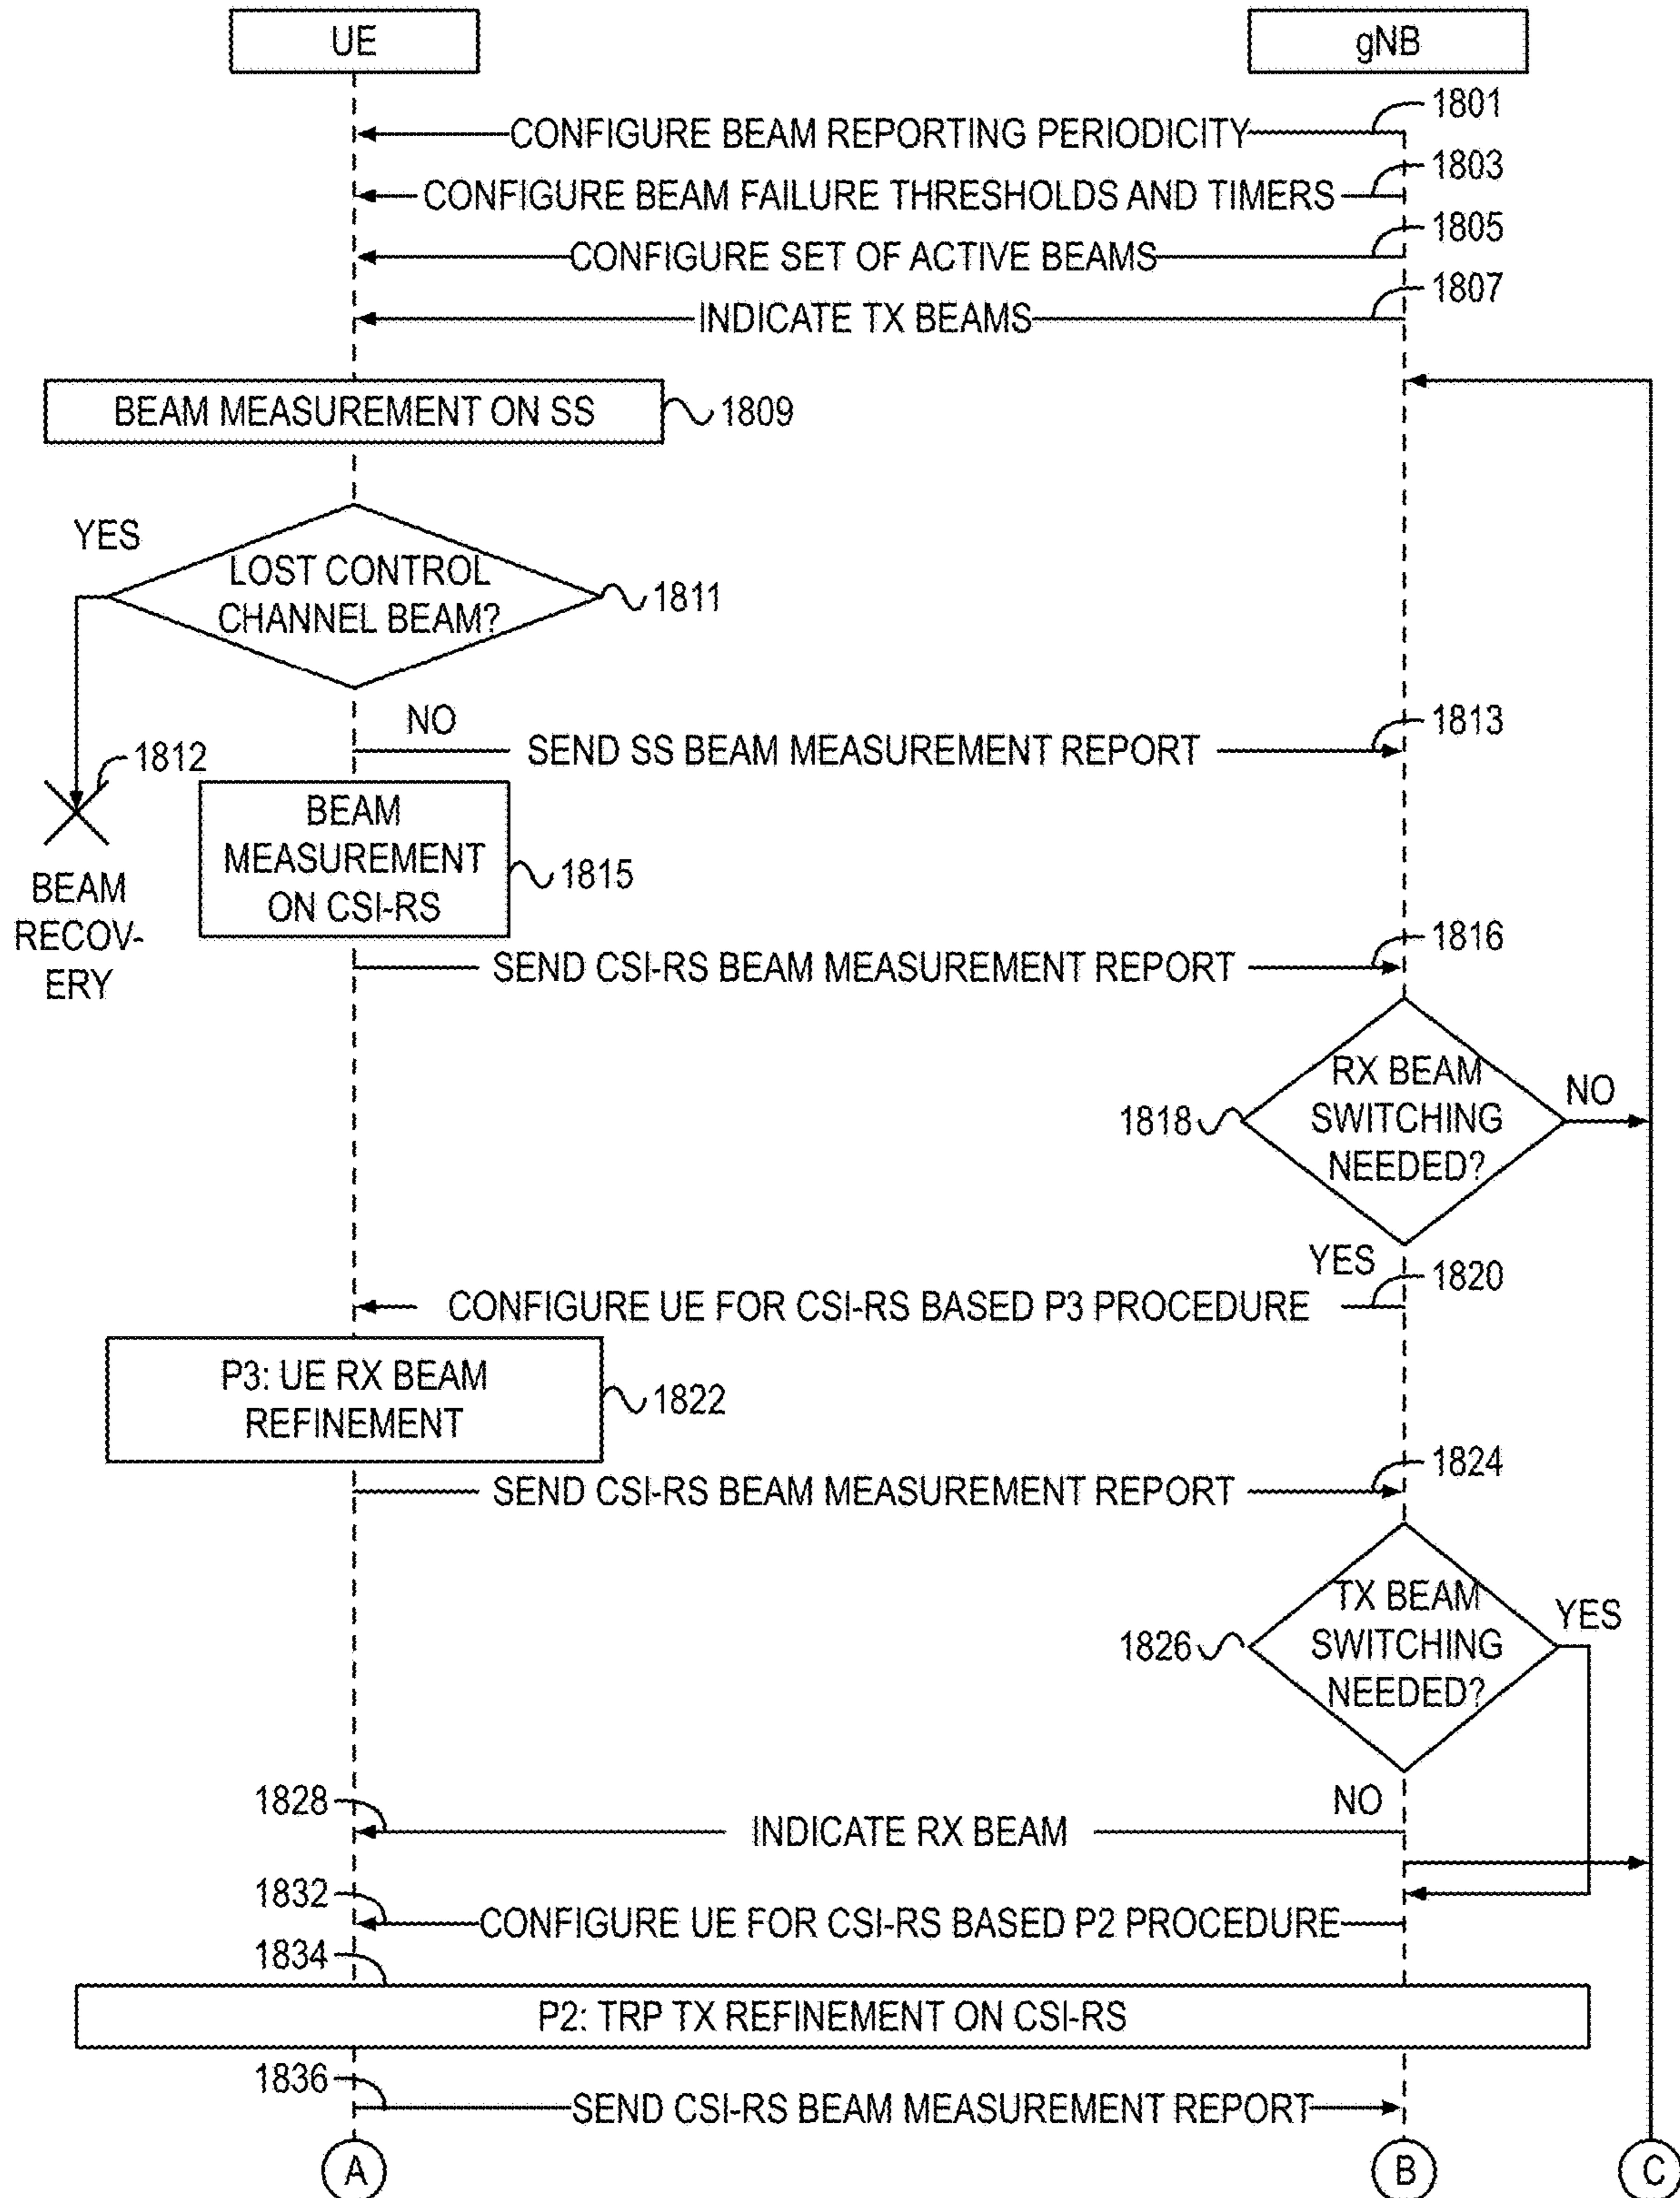 UE
gNB
1801
CONFIGURE BEAM REPORTING PERIODICITY
1803
CONFIGURE BEAM FAILURE THRESHOLDS AND TIMERS
1805
CONFIGURE SET OF ACTIVE BEAMS
1807
INDICATE TX BEAMS
BEAM MEASUREMENT ON SS
1809
YES
LOST CONTROL
CHANNEL BEAM?
1811
NO
1813
SEND SS BEAM MEASUREMENT REPORT
1812
BEAM
RECOV-
ERY
BEAM
MEASUREMENT
ON CSI-RS
1815
1816
SEND CSI-RS BEAM MEASUREMENT REPORT
RX BEAM
SWITCHING
NEEDED?
1818
NO
YES
1820
CONFIGURE UE FOR CSI-RS BASED P3 PROCEDURE
P3: UE RX BEAM
REFINEMENT
1822
1824
SEND CSI-RS BEAM MEASUREMENT REPORT
TX BEAM
SWITCHING
NEEDED?
1826
YES
NO
1828
INDICATE RX BEAM
1832
CONFIGURE UE FOR CSI-RS BASED P2 PROCEDURE
1834
P2: TRP TX REFINEMENT ON CSI-RS
1836
SEND CSI-RS BEAM MEASUREMENT REPORT
A
B
C